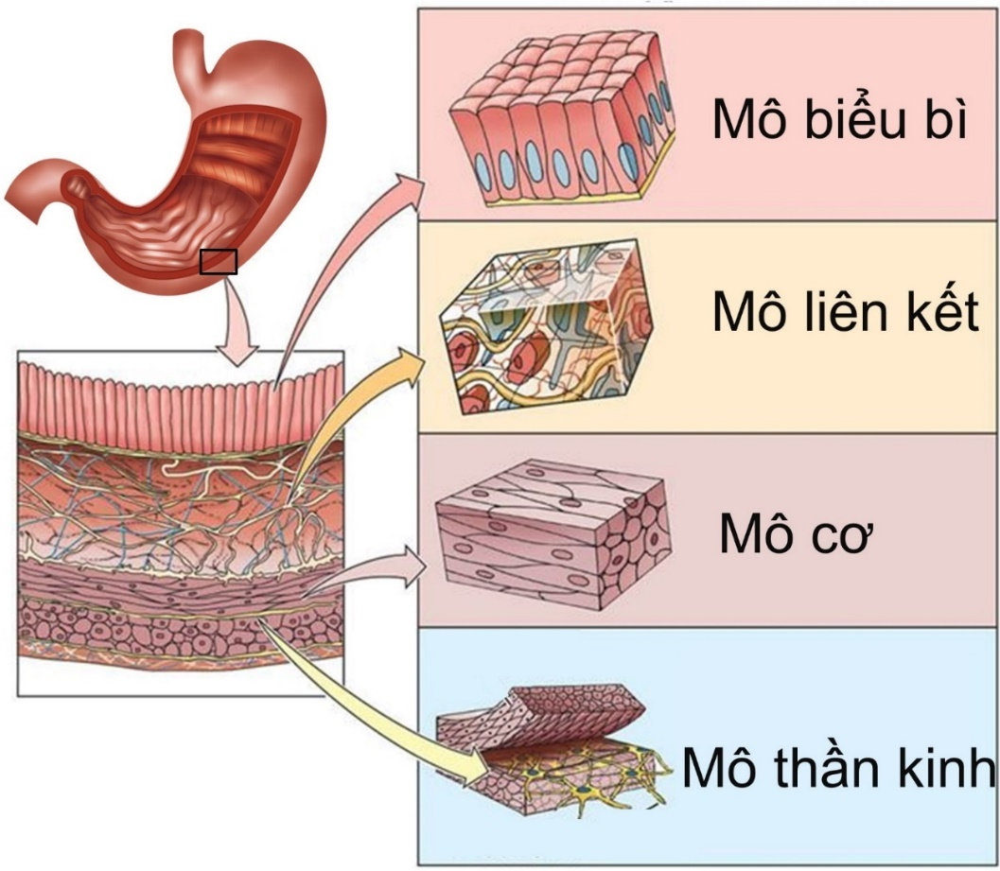 Mô biểu bì
Mô liên kết
Mô cơ
Mô thần kinh